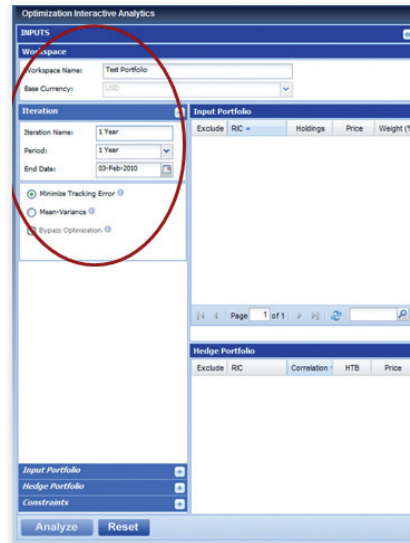 Optimization Interactive Analytics
INPUTS
Workspace
Workspace Name: Test Portfolio
Base Currency: USD
Iteration
Iteration Name: 1 Year
Period: 1 Year
End Date: 03-Feb-2010
Minimize Tracking Error
Mean-Variance
Bypass Optimization
Input Portfolio
Exclude RIC Holdings Price Weight (%
Page 1 of 1
Hedge Portfolio
Exclude RIC Correlation HTB Price
Input Portfolio
Hedge Portfolio
Constraints
Analyze Reset